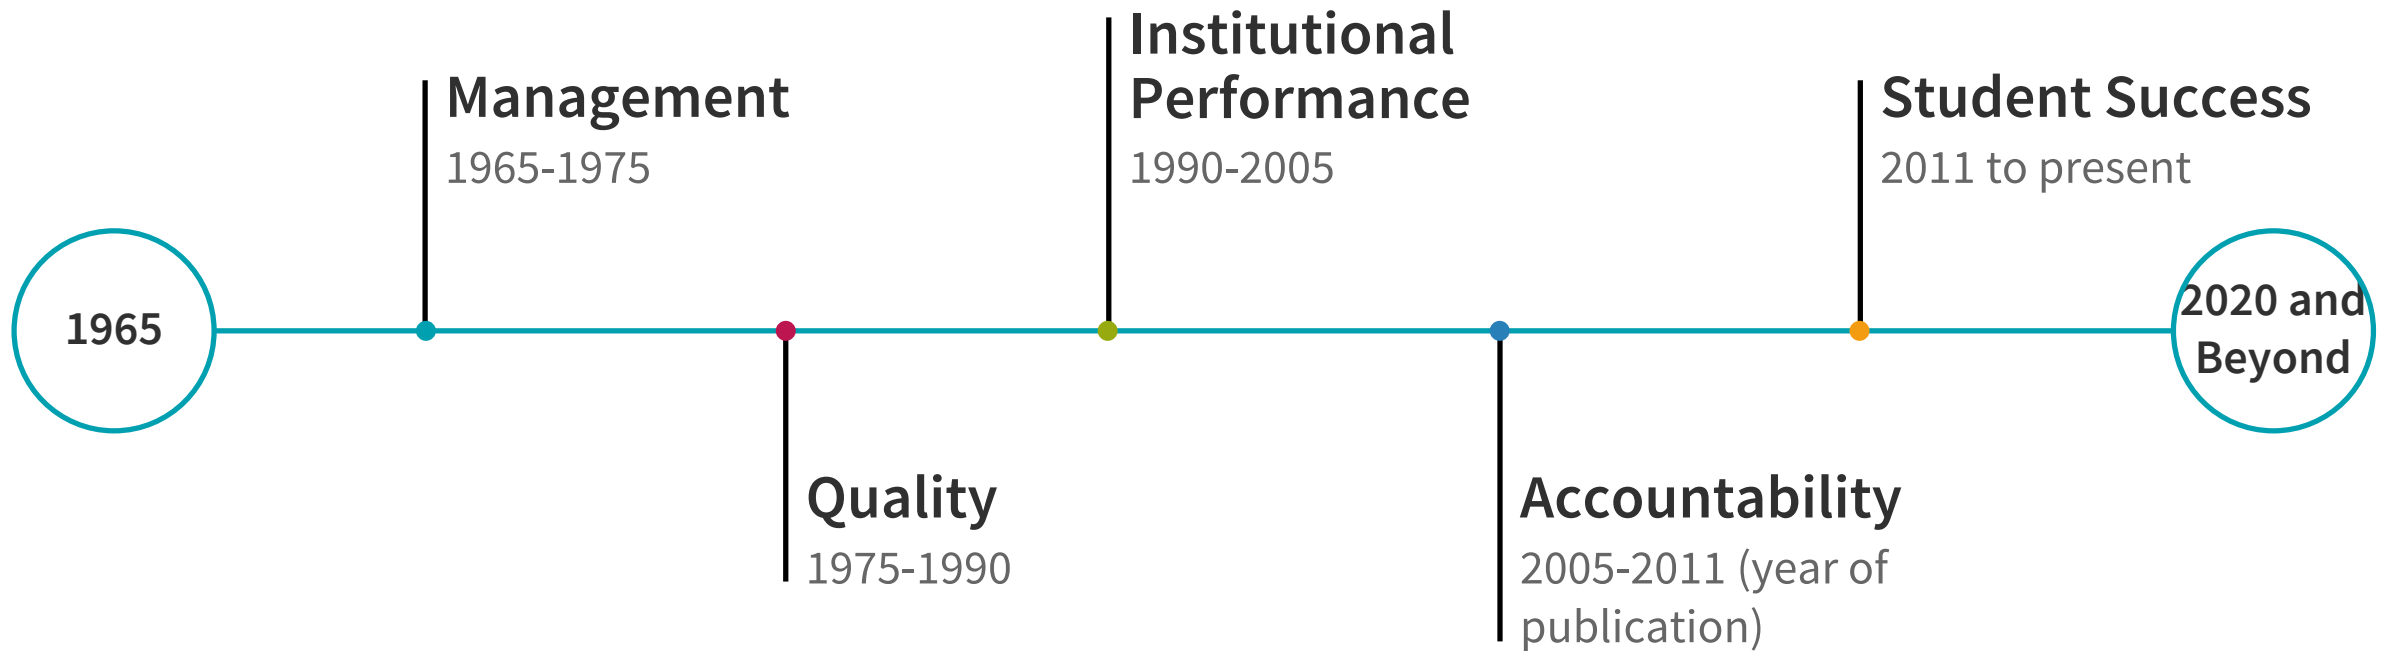 1965
Management
1965-1975
Quality
1975-1990
Institutional
Performance
1990-2005
Accountability
2005-2011 (year of
publication)
Student Success
2011 to present
2020 and
Beyond